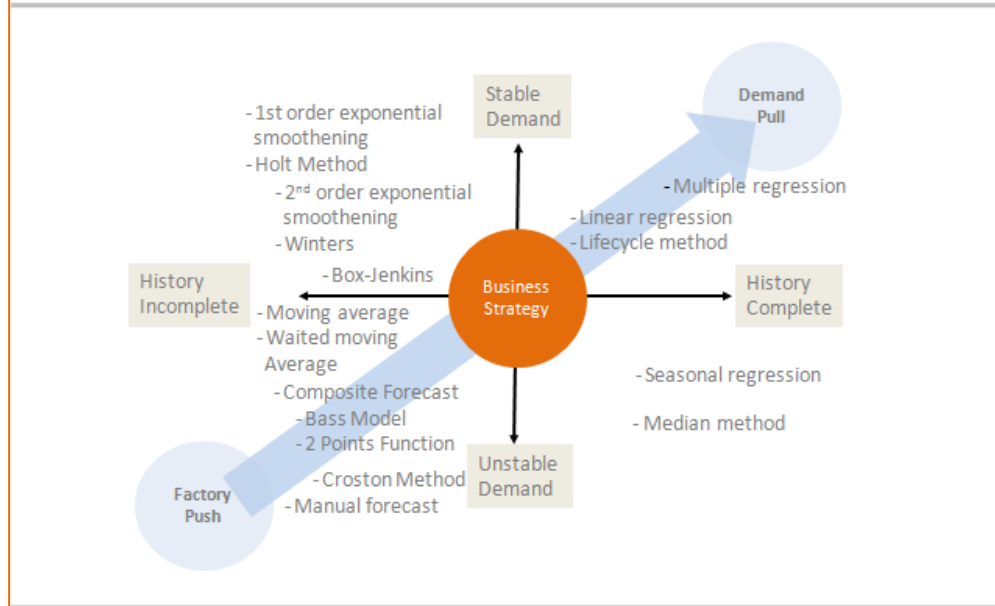 Stable
Demand
Demand
Pull
- 1st order exponential
smoothening
- Holt Method
- 2nd order exponential
smoothening
- Winters
- Box-Jenkins
- Multiple regression
- Linear regression
- Lifecycle method
History
Incomplete
Business
Strategy
History
Complete
- Moving average
- Waited moving
Average
- Composite Forecast
- Bass Model
- 2 Points Function
- Croston Method
- Manual forecast
- Seasonal regression
- Median method
Unstable
Demand
Factory
Push